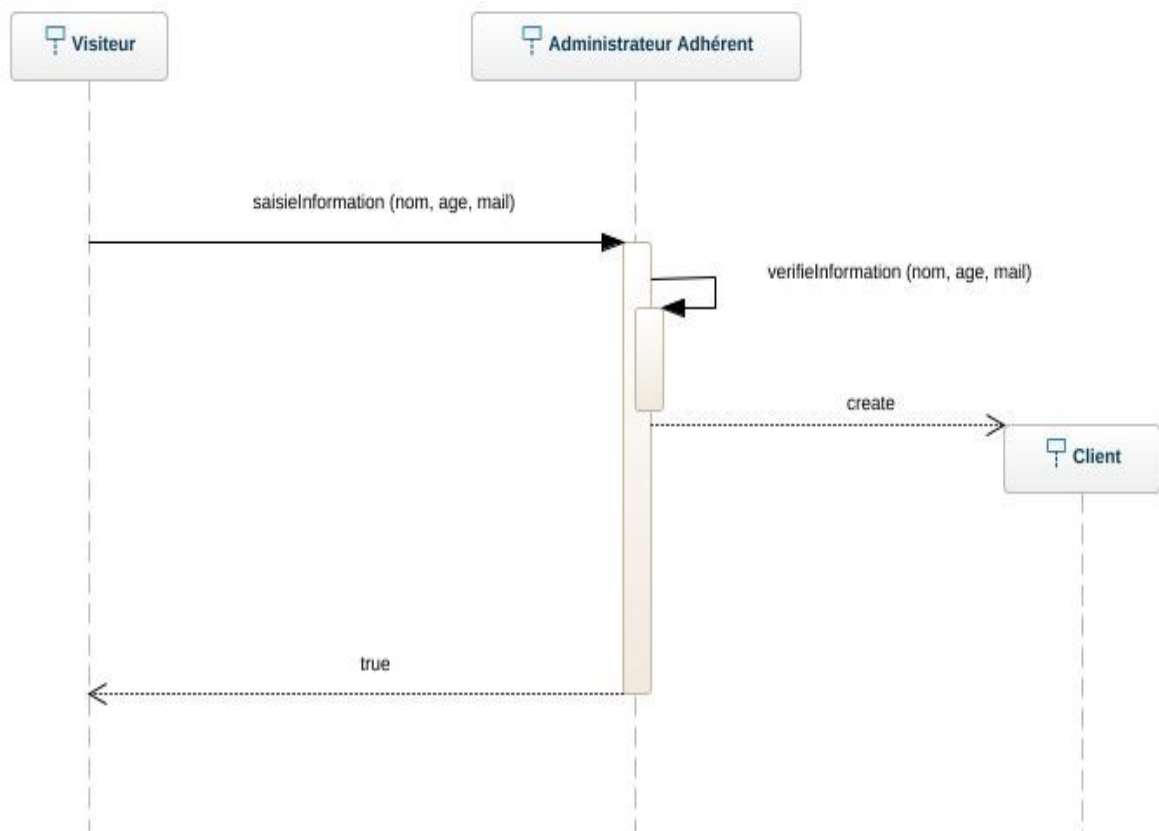 Visiteur
Administrateur Adhérent
saisieInformation (nom, age, mail)
verifieInformation (nom, age, mail)
create
Client
true